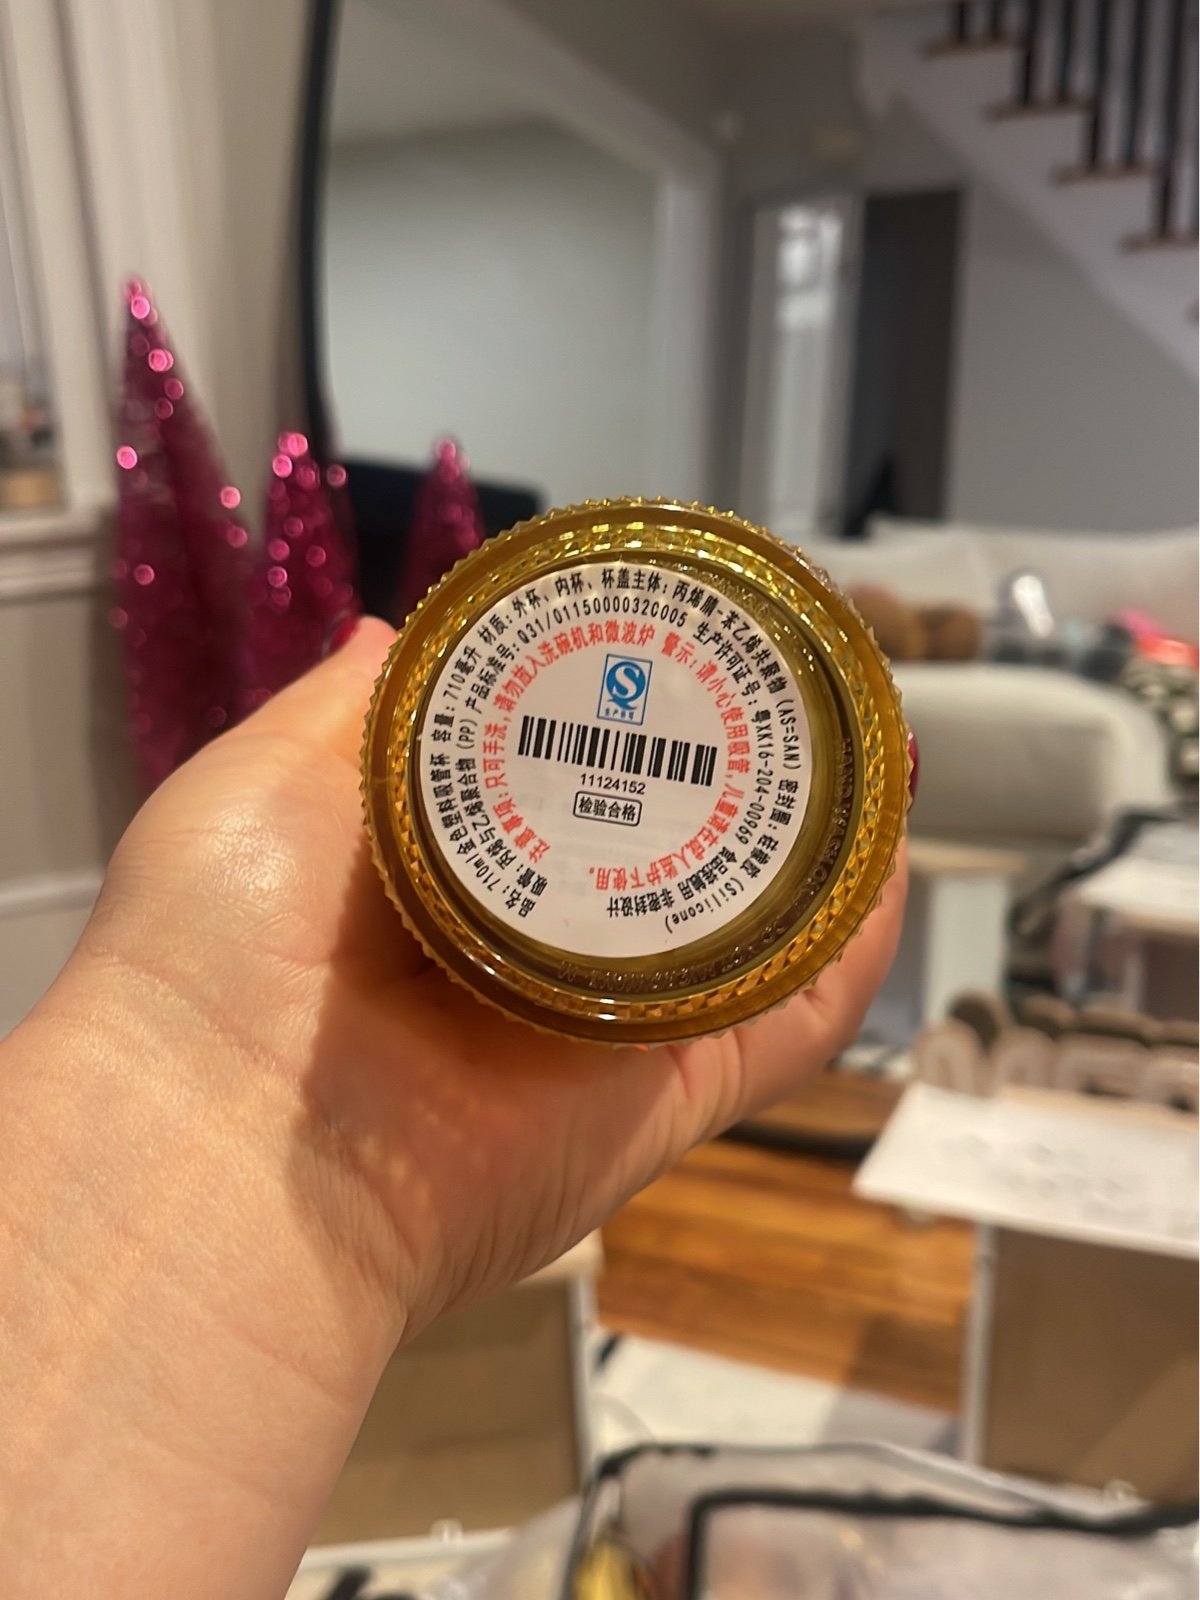 品名：710ml金色塑料吸管杯 容量：710毫升 材质：外杯、内杯、杯盖主体：丙烯腈-苯乙烯共聚物 (AS=SAN) 密封圈：硅橡胶 (Silicone)
吸管：丙烯与乙烯聚合物 (PP) 产品标准号：Q31/0115000032C005 生产许可证号：粤XK16-204-00969 食品接触用 非密封设计
注意事项：只可手洗，请勿放入洗碗机和微波炉 警示：请小心使用吸管，儿童请在成人监护下使用。
生产许可
11124152
检验合格